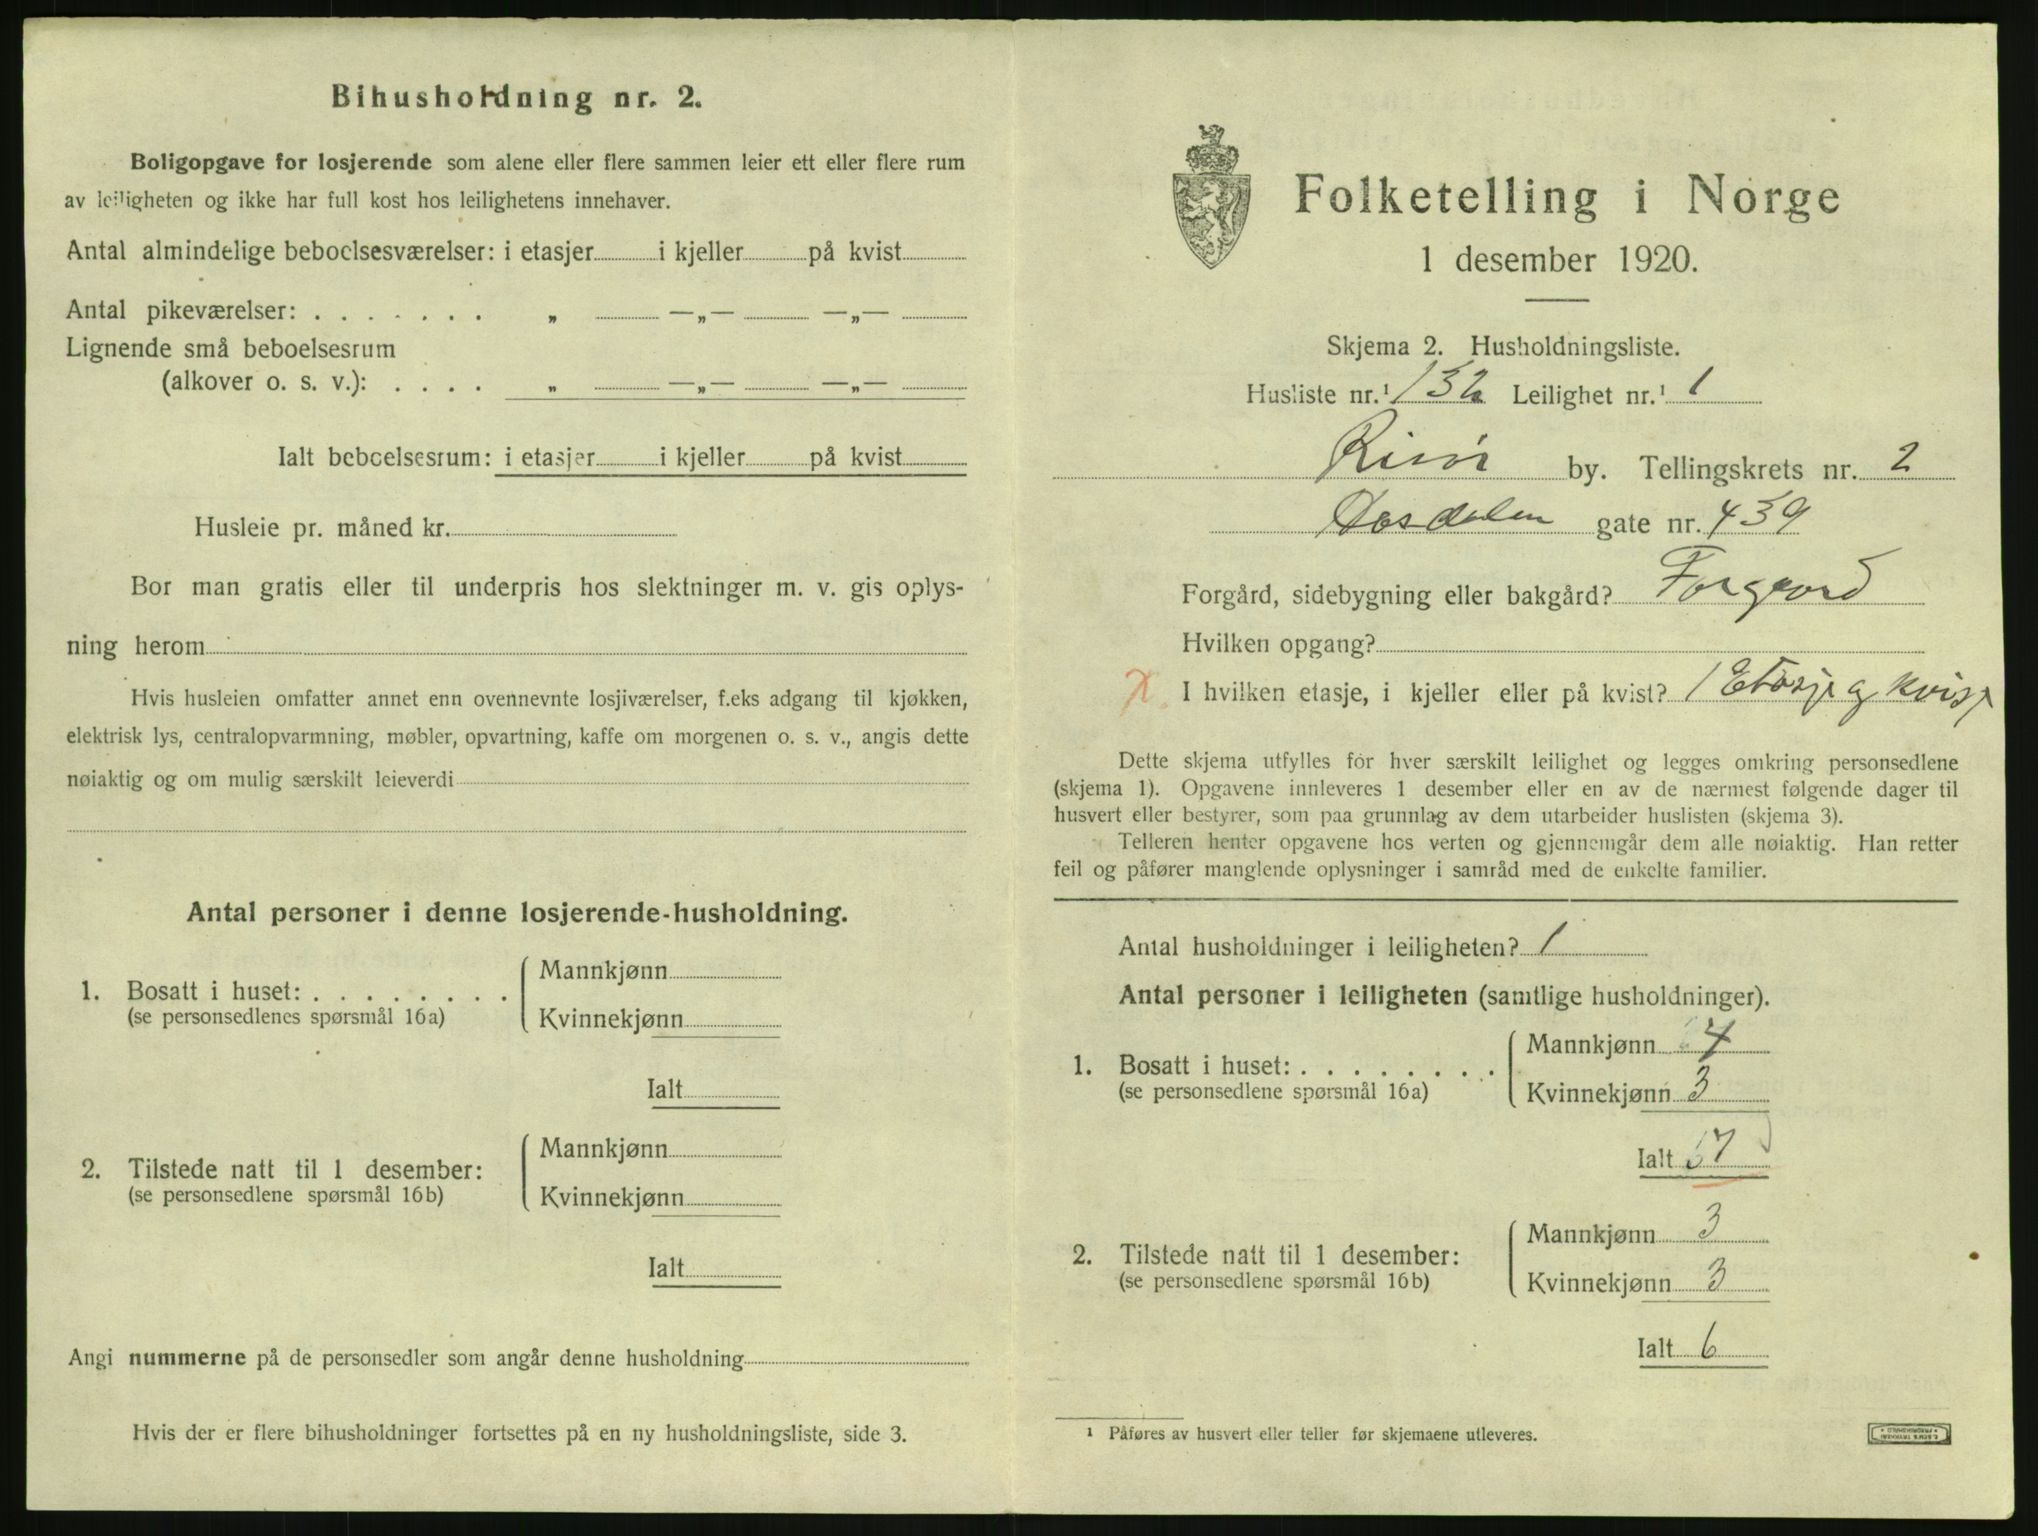 Bihusholdning nr. 2.
Boligopgave for losjerende som alene eller flere sammen leier ett eller flere rum
av leiligheten og ikke har full kost hos leilighetens innehaver.
Antal almindelige beboelsesværelser: i etasjer i kjeller på kvist
Antal pikeværelser: . . . . . . . „ —„— —„—
Lignende små beboelsesrum
(alkover o. s. v.): . . . . „ —„— —„—
Ialt beboelsesrum: i etasjer i kjeller på kvist
Husleie pr. måned kr.
Bor man gratis eller til underpris hos slektninger m. v. gis oplys-
ning herom
Hvis husleien omfatter annet enn ovennevnte losjiværelser, f.eks adgang til kjøkken,
elektrisk lys, centralopvarmning, møbler, opvartning, kaffe om morgenen o. s. v., angis dette
nøiaktig og om mulig særskilt leieverdi
Antal personer i denne losjerende-husholdning.
1. Bosatt i huset: . . . . . . . . Mannkjønn
(se personsedlenes spørsmål 16a) Kvinnekjønn
Ialt
2. Tilstede natt til 1 desember: Mannkjønn
(se personsedlene spørsmål 16b) Kvinnekjønn
Ialt
Angi nummerne på de personsedler som angår denne husholdning
Hvis der er flere bihusholdninger fortsettes på en ny husholdningsliste, side 3.
Folketelling i Norge
1 desember 1920.
Skjema 2. Husholdningsliste.
Husliste nr.¹ 132 Leilighet nr.¹ 1
Risør by. Tellingskrets nr. 2
gate nr. 439
Forgård, sidebygning eller bakgård? Forgaard
Hvilken opgang?
I hvilken etasje, i kjeller eller på kvist? 1 Etasje og kvist
Dette skjema utfylles for hver særskilt leilighet og legges omkring personsedlene
(skjema 1). Opgavene innleveres 1 desember eller en av de nærmest følgende dager til
husvert eller bestyrer, som paa grunnlag av dem utarbeider huslisten (skjema 3).
Telleren henter opgavene hos verten og gjennemgår dem alle nøiaktig. Han retter
feil og påfører manglende oplysninger i samråd med de enkelte familier.
Antal husholdninger i leiligheten? 1
Antal personer i leiligheten (samtlige husholdninger).
1. Bosatt i huset: . . . . . . . . Mannkjønn 4
(se personsedlene spørsmål 16a) Kvinnekjønn 3
Ialt 7
2. Tilstede natt til 1 desember: Mannkjønn 3
(se personsedlene spørsmål 16b) Kvinnekjønn 3
Ialt 6
¹ Påføres av husvert eller teller før skjemaene utleveres.